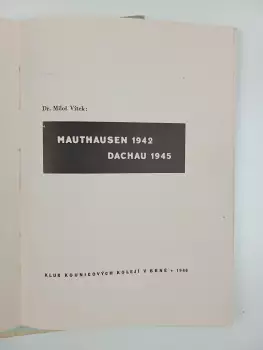 Dr. Miloš Vítek:
MAUTHAUSEN 1942
DACHAU 1945
KLUB KOUNICOVÝCH KOLEJÍ V BRNĚ • 1946